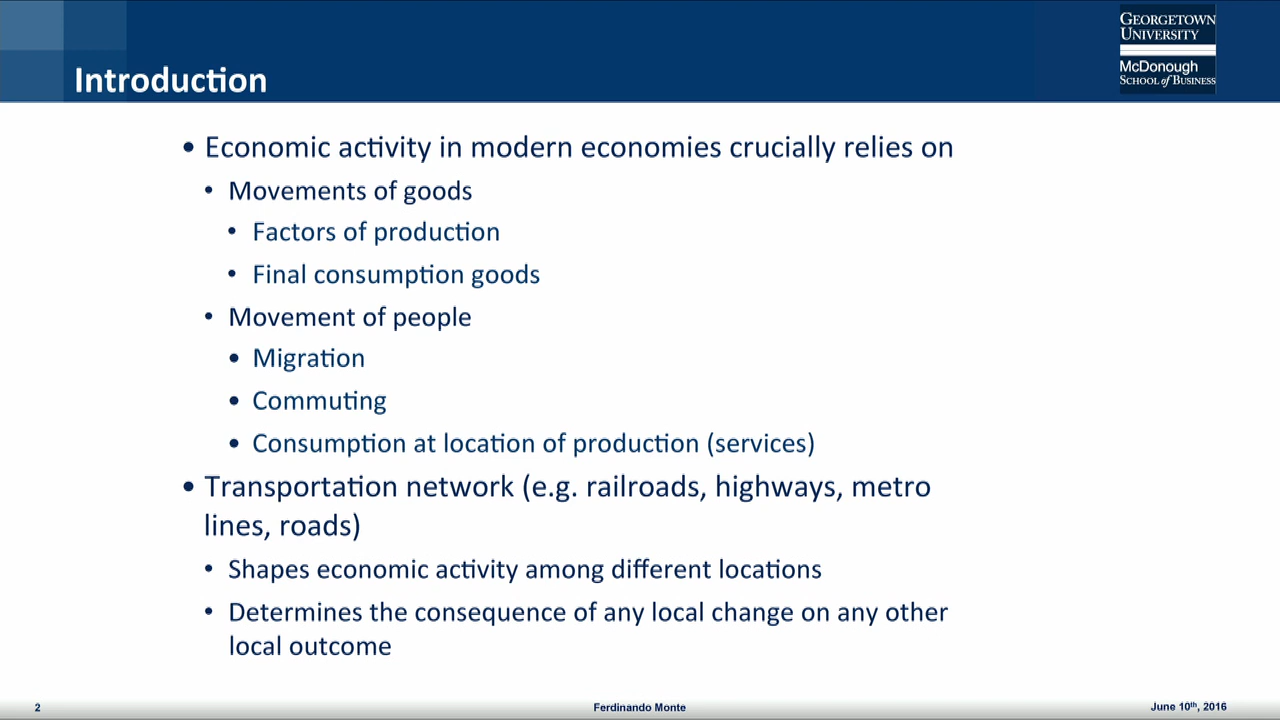 GEORGETOWN
UNIVERSITY
McDonough
SCHOOL of BUSINESS
Introduction
• Economic activity in modern economies crucially relies on
• Movements of goods
• Factors of production
• Final consumption goods
• Movement of people
• Migration
• Commuting
• Consumption at location of production (services)
• Transportation network (e.g. railroads, highways, metro
lines, roads)
• Shapes economic activity among different locations
• Determines the consequence of any local change on any other
local outcome
2
Ferdinando Monte
June 10th, 2016